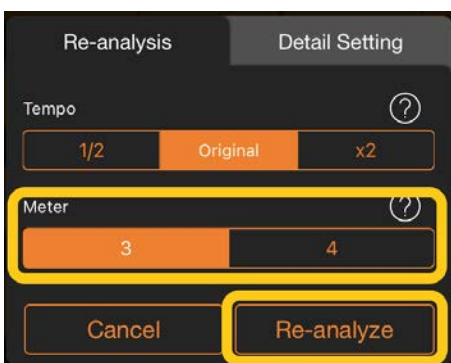 Re-analysis Detail Setting
Tempo ?
1/2 Original x2
Meter ?
3 4
Cancel Re-analyze